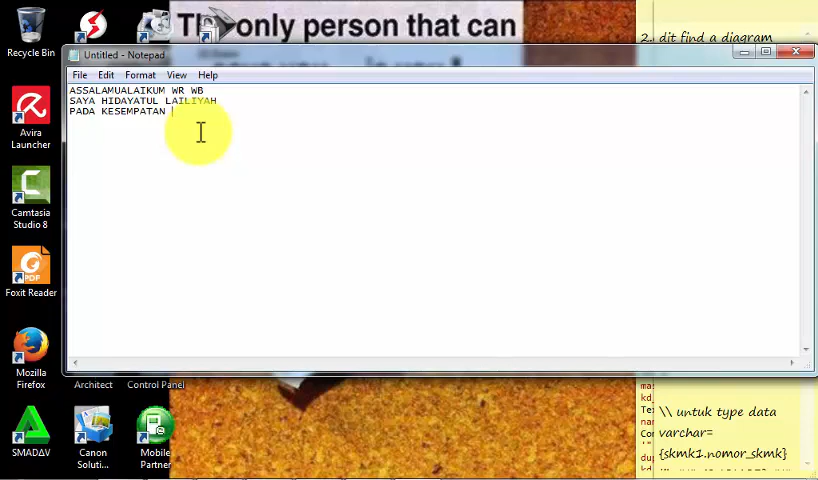 The only person that can
2. dit find a diagram
Recycle Bin
Untitled - Notepad
File Edit Format View Help
ASSALAMUALAIKUM WR WB
SAYA HIDAYATUL LAILIYAH
PADA KESEMPATAN
Avira
Launcher
Camtasia
Studio 8
Foxit Reader
Mozilla
Firefox
Architect
Control Panel
SMADAV
Canon
Soluti...
Mobile
Partner
\\ untuk type data
varchar=
{skmk1.nomor_skmk}